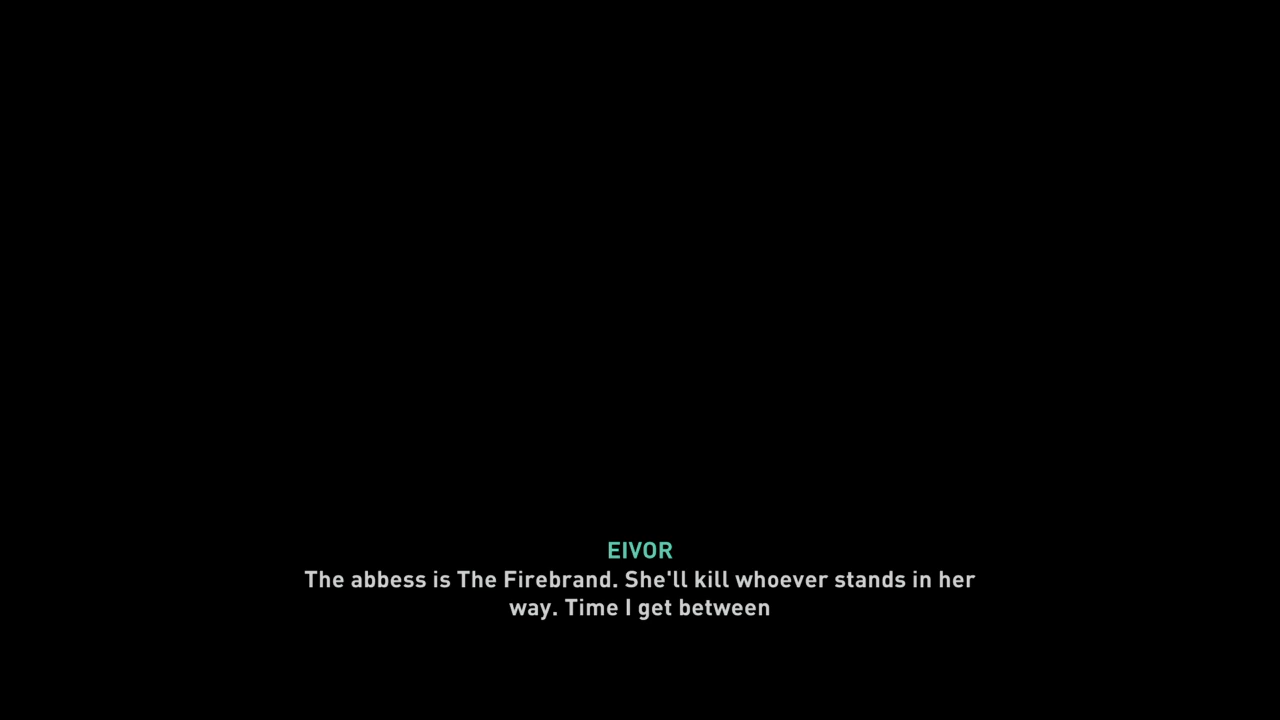 EIVOR
The abbess is The Firebrand. She'll kill whoever stands in her
way. Time I get between